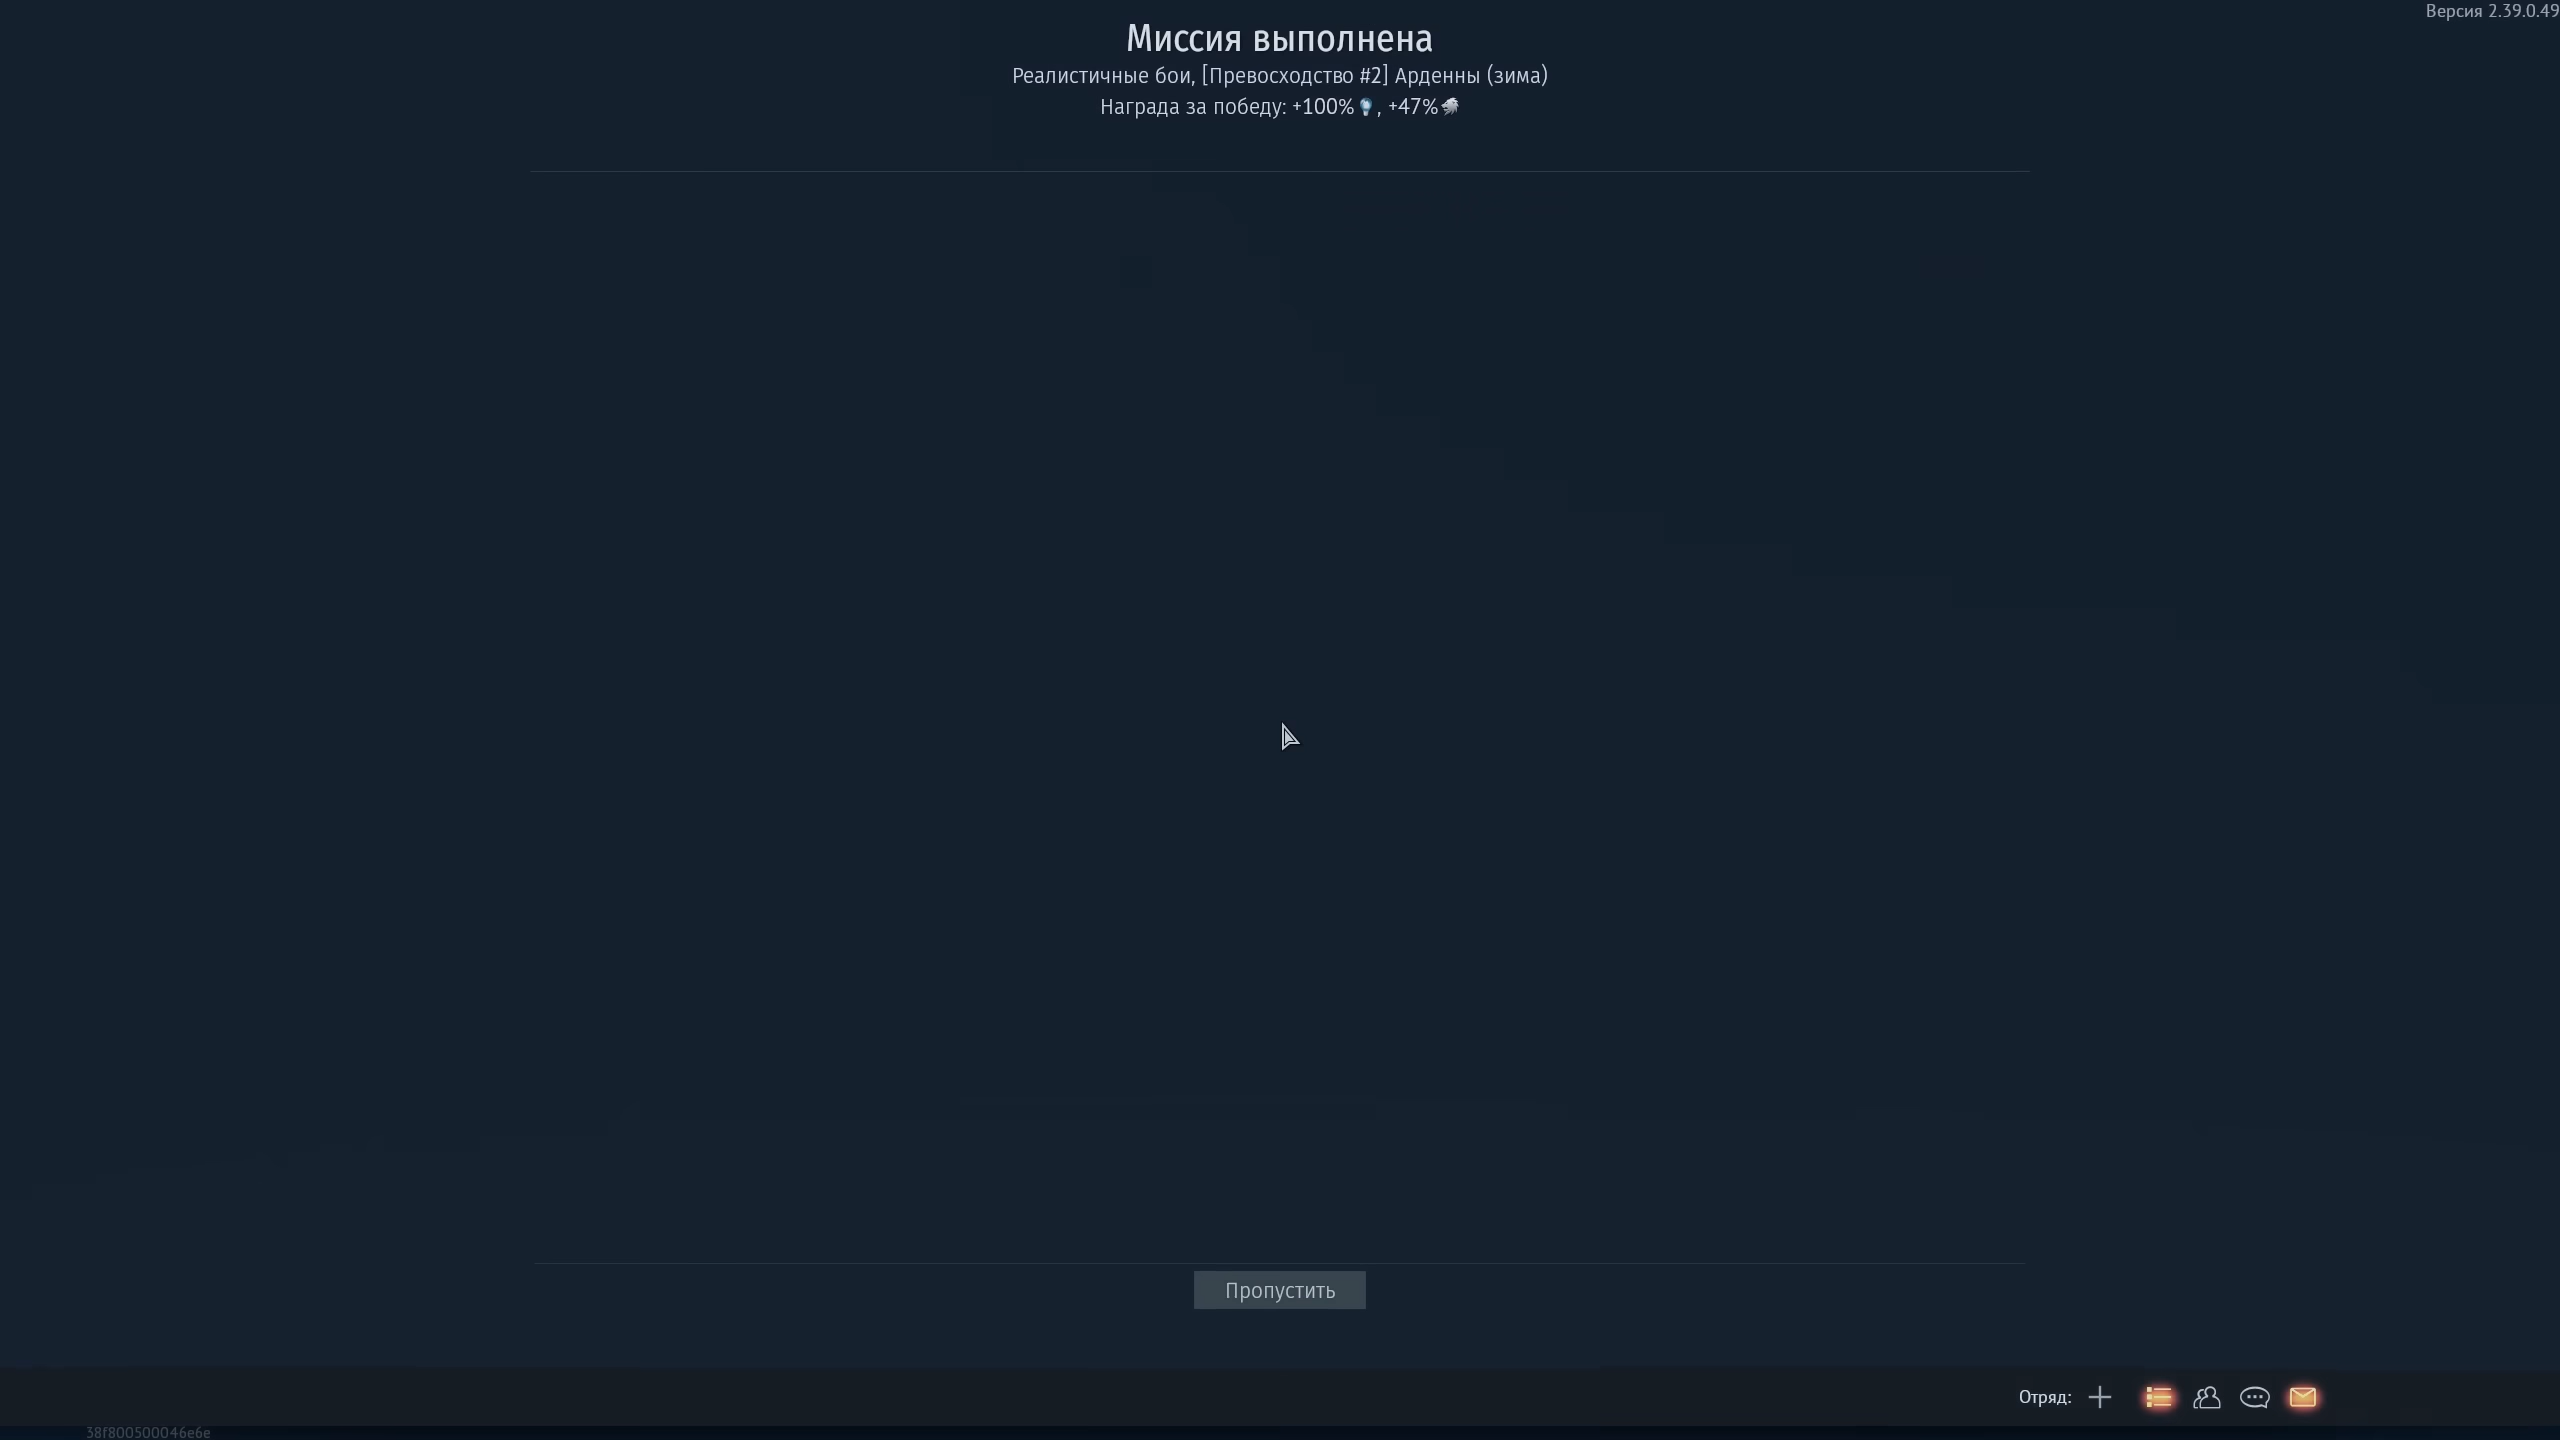 Версия 2.39.0.49
Миссия выполнена
Реалистичные бои, [Превосходство #2] Арденны (зима)
Награда за победу: +100%, +47%
Пропустить
Отряд:
38f800500046e6e